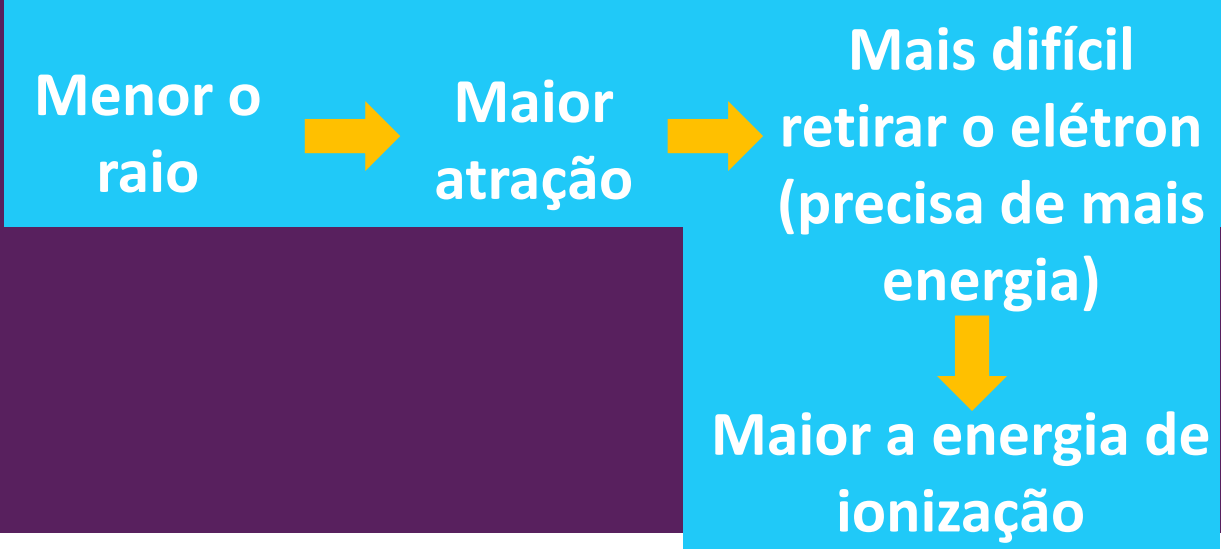 Menor o
raio
Maior
atração
Mais difícil
retirar o elétron
(precisa de mais
energia)
Maior a energia de
ionização